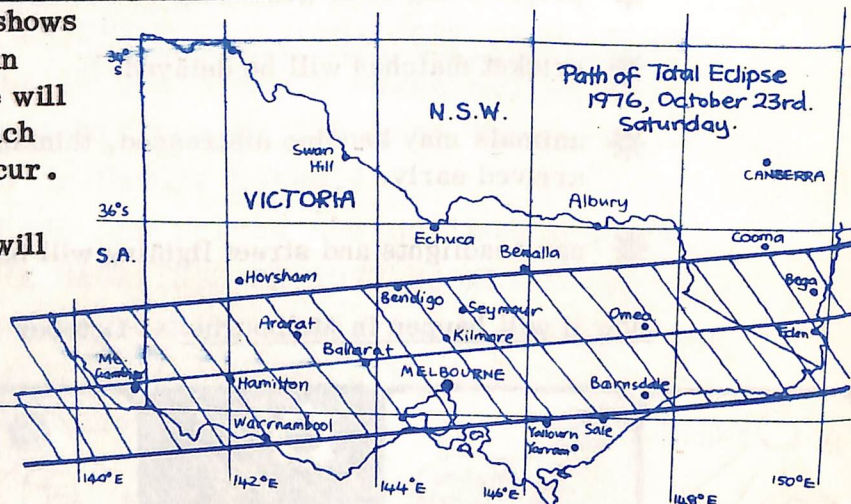 shows
n
will
ch
cur.
will
34°
S
Path of Total Eclipse
1976, October 23rd.
Saturday.
N.S.W.
Swan
Hill
CANBERRA
VICTORIA
36°S
Albury
Echuca
Cooma
S.A.
Benalla
Horsham
Bendigo
Bega
Seymour
Omeo
Ararat
Kilmore
Eden
Ballarat
Mt.
Gambier
MELBOURNE
Hamilton
Bairnsdale
Warrnambool
Yallourn
Sale
Yarram
140°E
142°E
144°E
146°E
148°E
150°E